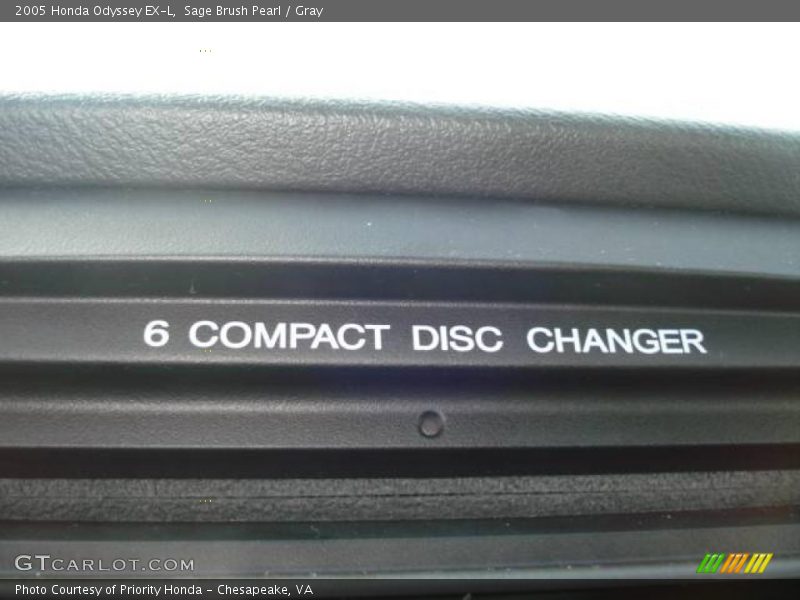 2005 Honda Odyssey EX-L,  Sage Brush Pearl / Gray
6 COMPACT DISC CHANGER
GTCARLOT.COM
Photo Courtesy of Priority Honda - Chesapeake, VA